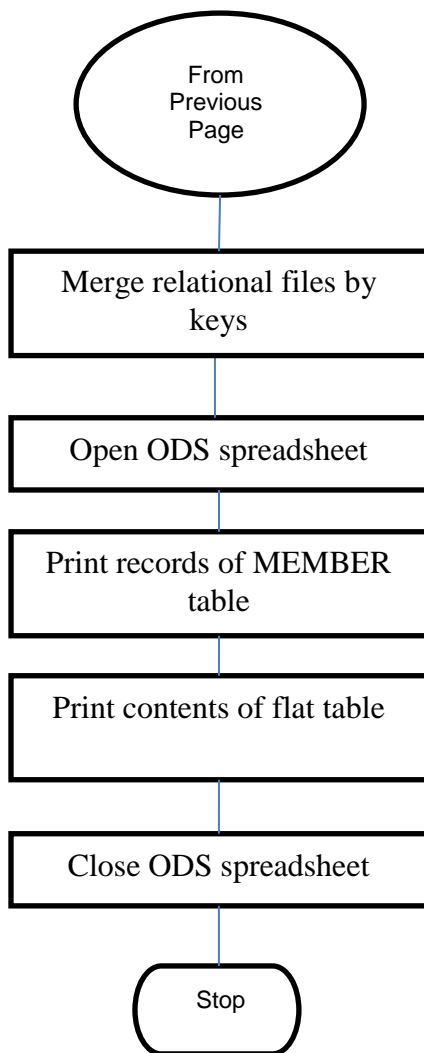 From
Previous
Page
Merge relational files by
keys
Open ODS spreadsheet
Print records of MEMBER
table
Print contents of flat table
Close ODS spreadsheet
Stop